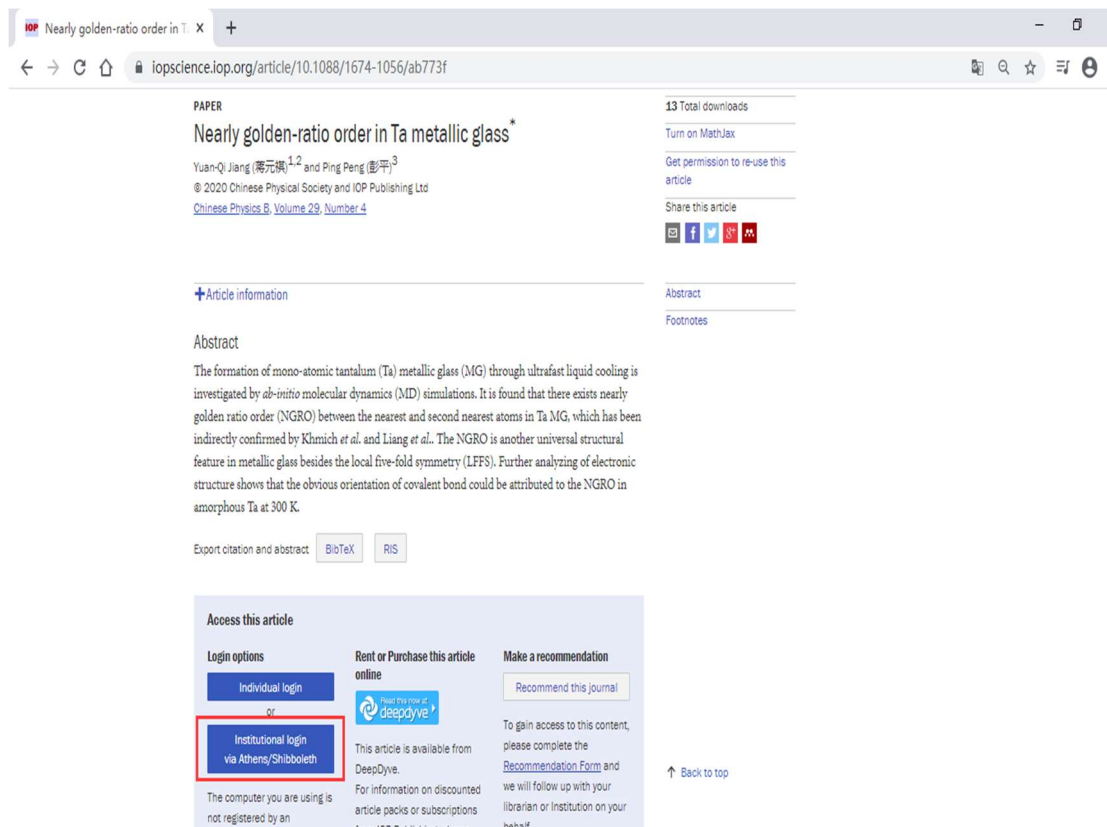 IOP Nearly golden-ratio order in T
iopscience.iop.org/article/10.1088/1674-1056/ab773f
PAPER
Nearly golden-ratio order in Ta metallic glass*
Yuan-Qi Jiang (蒋元祺)1,2 and Ping Peng (彭平)3
© 2020 Chinese Physical Society and IOP Publishing Ltd
Chinese Physics B, Volume 29, Number 4
13 Total downloads
Turn on MathJax
Get permission to re-use this
article
Share this article
+Article information
Abstract
Footnotes
Abstract
The formation of mono-atomic tantalum (Ta) metallic glass (MG) through ultrafast liquid cooling is
investigated by ab-initio molecular dynamics (MD) simulations. It is found that there exists nearly
golden ratio order (NGRO) between the nearest and second nearest atoms in Ta MG, which has been
indirectly confirmed by Khmich et al. and Liang et al.. The NGRO is another universal structural
feature in metallic glass besides the local five-fold symmetry (LFFS). Further analyzing of electronic
structure shows that the obvious orientation of covalent bond could be attributed to the NGRO in
amorphous Ta at 300 K.
Export citation and abstract BibTeX RIS
Access this article
Login options
Individual login
or
Institutional login
via Athens/Shibboleth
The computer you are using is
not registered by an
Rent or Purchase this article
online
Read this now at
deepdyve
This article is available from
DeepDyve.
For information on discounted
article packs or subscriptions
Make a recommendation
Recommend this journal
To gain access to this content,
please complete the
Recommendation Form and
we will follow up with your
librarian or Institution on your
behalf
Back to top